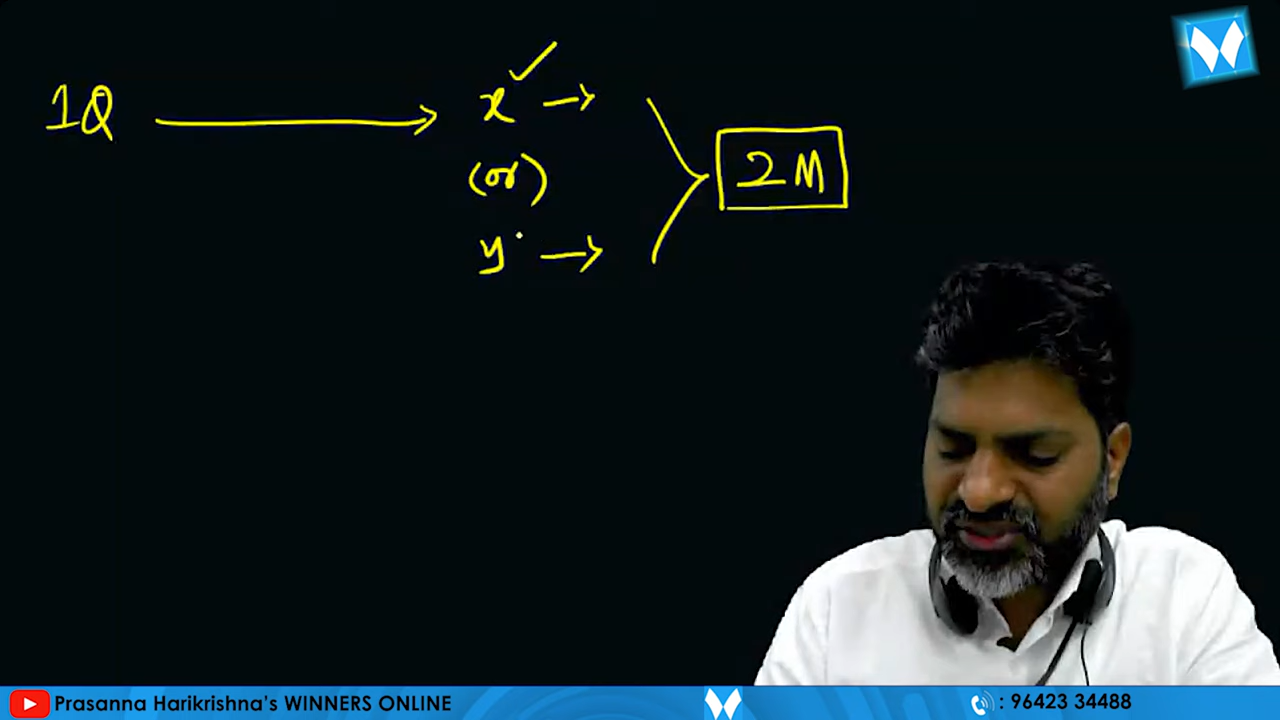 1Q → x ✓ →
(or)
y →
2M
Prasanna Harikrishna's WINNERS ONLINE
: 96423 34488